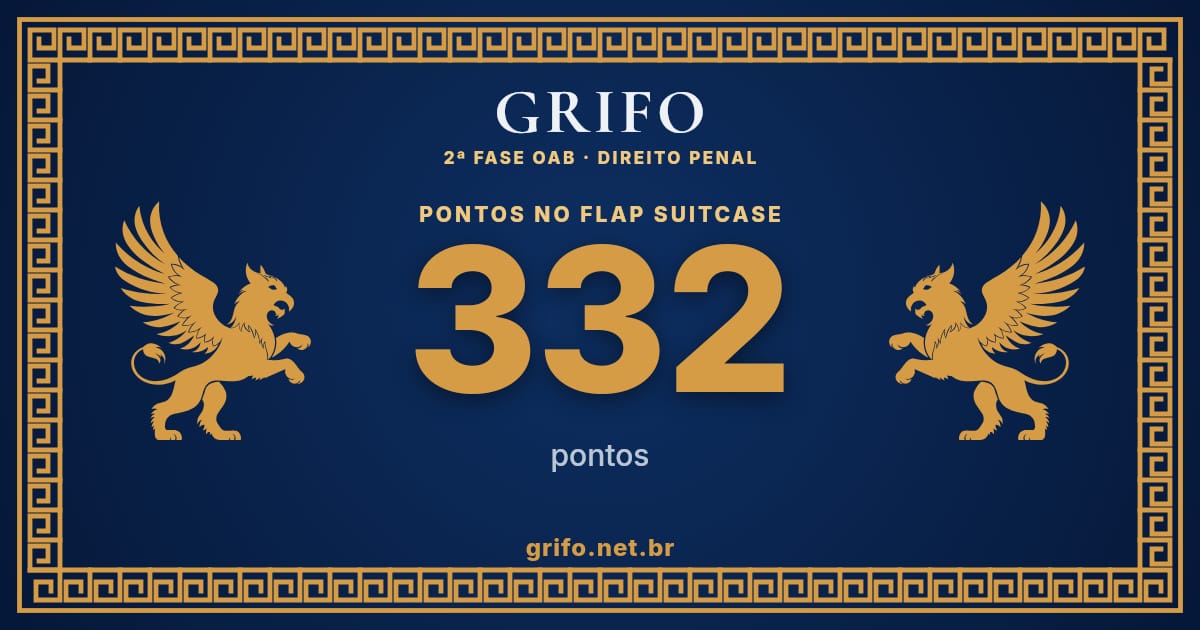 GRIFO
2ª FASE OAB · DIREITO PENAL
PONTOS NO FLAP SUITCASE
332
pontos
grifo.net.br